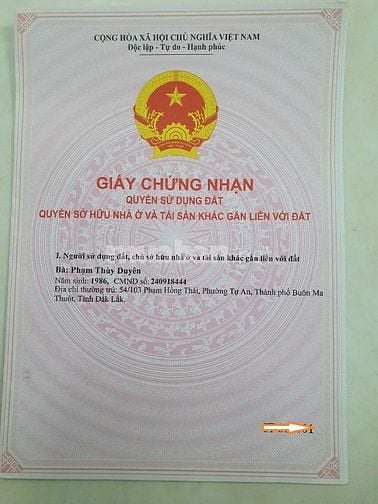 CỘNG HÒA XÃ HỘI CHỦ NGHĨA VIỆT NAM
Độc lập - Tự do - Hạnh phúc
GIẤY CHỨNG NHẬN
QUYỀN SỬ DỤNG ĐẤT
QUYỀN SỞ HỮU NHÀ Ở VÀ TÀI SẢN KHÁC GẮN LIỀN VỚI ĐẤT
I. Người sử dụng đất, chủ sở hữu nhà ở và tài sản khác gắn liền với đất
Bà: Phạm Thùy Duyên
Năm sinh: 1986, CMND số: 240918444
Địa chỉ thường trú: 54/103 Phạm Hồng Thái, Phường Tự An, Thành phố Buôn Ma
Thuột, Tỉnh Đắk Lắk.